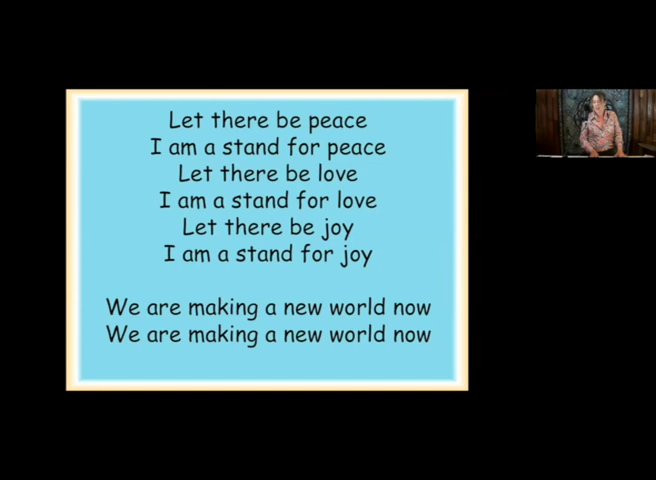 Let there be peace
I am a stand for peace
Let there be love
I am a stand for love
Let there be joy
I am a stand for joy
We are making a new world now
We are making a new world now